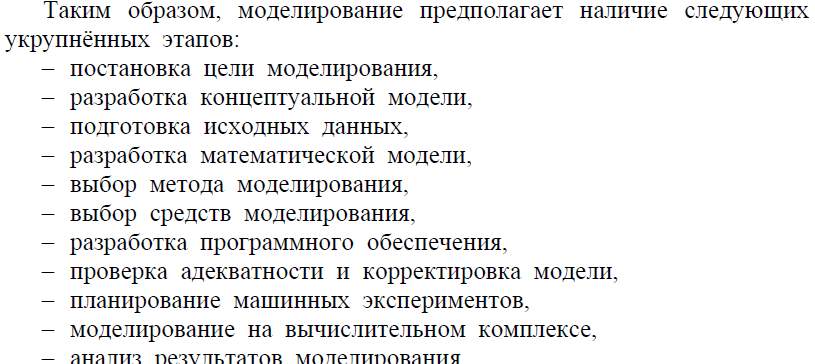 Таким образом, моделирование предполагает наличие следующих
укрупнённых этапов:
– постановка цели моделирования,
– разработка концептуальной модели,
– подготовка исходных данных,
– разработка математической модели,
– выбор метода моделирования,
– выбор средств моделирования,
– разработка программного обеспечения,
– проверка адекватности и корректировка модели,
– планирование машинных экспериментов,
– моделирование на вычислительном комплексе,
– анализ результатов моделирования